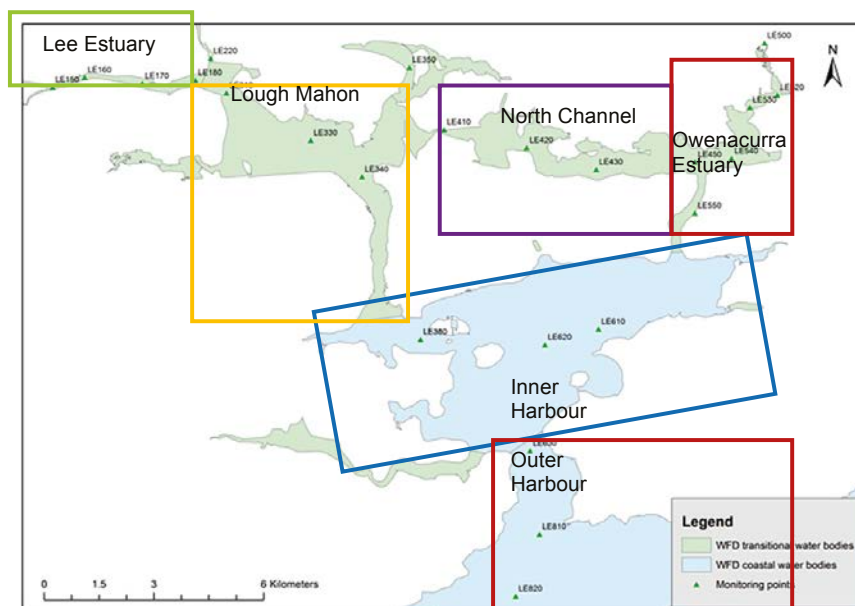 Lee Estuary
LE220
LE160
LE150
LE170
LE180
LE350
LE500
N
Lough Mahon
LE330
LE340
LE410
North Channel
LE420
LE430
LE530
Owenacurra
Estuary
LE450
LE540
LE550
LE380
LE620
LE610
Inner
Harbour
Outer
Harbour
LE810
LE820
Legend
WFD transitional water bodies
WFD coastal water bodies
Monitoring points
0 1.5 3 6 Kilometers